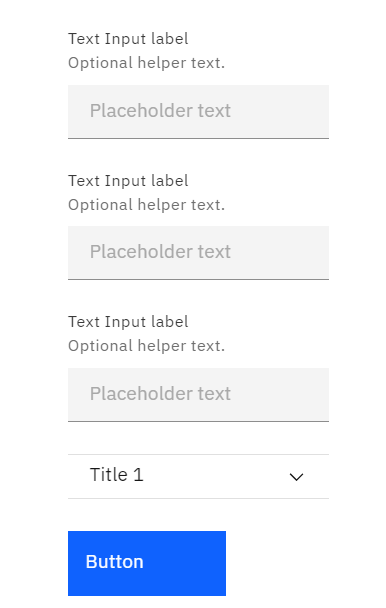 Text Input label
Optional helper text.
Placeholder text
Text Input label
Optional helper text.
Placeholder text
Text Input label
Optional helper text.
Placeholder text
Title 1
Button